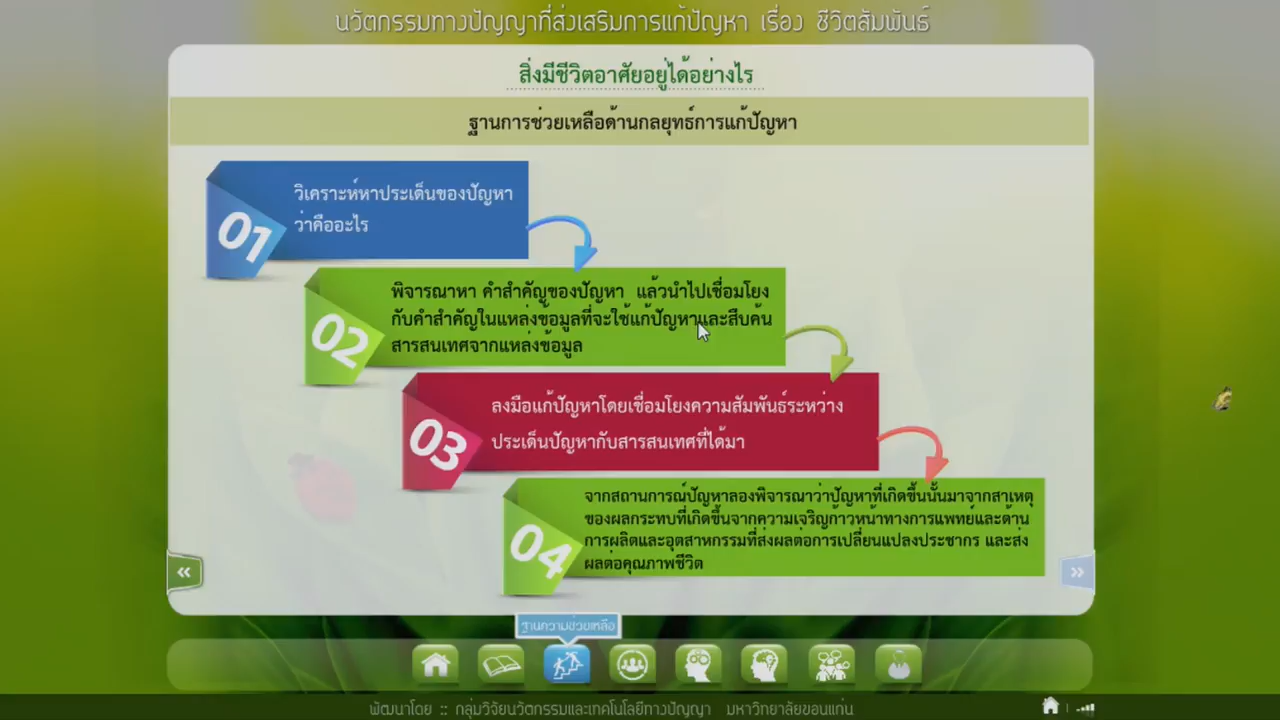 นวัตกรรมทางปัญญาที่ส่งเสริมการแก้ปัญหา เรื่อง ชีวิตสัมพันธ์
สิ่งมีชีวิตอาศัยอยู่ได้อย่างไร
ฐานการช่วยเหลือด้านกลยุทธ์การแก้ปัญหา
01
วิเคราะห์หาประเด็นของปัญหา
ว่าคืออะไร
02
พิจารณาหา คำสำคัญของปัญหา แล้วนำไปเชื่อมโยง
กับคำสำคัญในแหล่งข้อมูลที่จะใช้แก้ปัญหาและสืบค้น
สารสนเทศจากแหล่งข้อมูล
03
ลงมือแก้ปัญหาโดยเชื่อมโยงความสัมพันธ์ระหว่าง
ประเด็นปัญหากับสารสนเทศที่ได้มา
04
จากสถานการณ์ปัญหาลองพิจารณาว่าปัญหาที่เกิดขึ้นนั้นมาจากสาเหตุ
ของผลกระทบที่เกิดขึ้นจากความเจริญก้าวหน้าทางการแพทย์และด้าน
การผลิตและอุตสาหกรรมที่ส่งผลต่อการเปลี่ยนแปลงประชากร และส่ง
ผลต่อคุณภาพชีวิต
ฐานความช่วยเหลือ
พัฒนาโดย :: กลุ่มวิจัยนวัตกรรมและเทคโนโลยีทางปัญญา มหาวิทยาลัยขอนแก่น